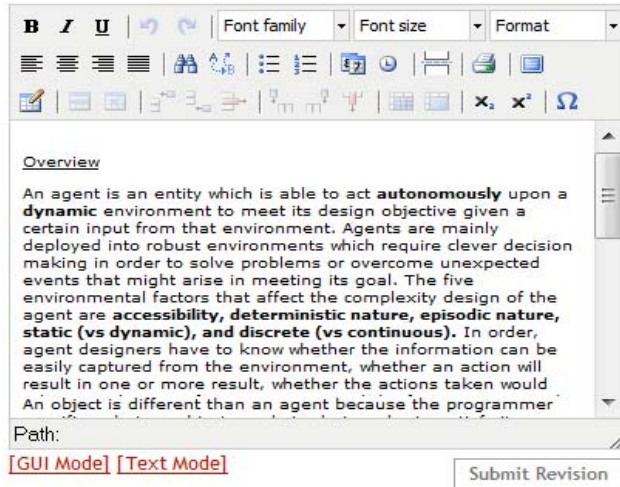 B I U Font family Font size Format
Overview
An agent is an entity which is able to act autonomously upon a
dynamic environment to meet its design objective given a
certain input from that environment. Agents are mainly
deployed into robust environments which require clever decision
making in order to solve problems or overcome unexpected
events that might arise in meeting its goal. The five
environmental factors that affect the complexity design of the
agent are accessibility, deterministic nature, episodic nature,
static (vs dynamic), and discrete (vs continuous). In order,
agent designers have to know whether the information can be
easily captured from the environment, whether an action will
result in one or more result, whether the actions taken would
An object is different than an agent because the programmer
Path:
[GUI Mode] [Text Mode]
Submit Revision